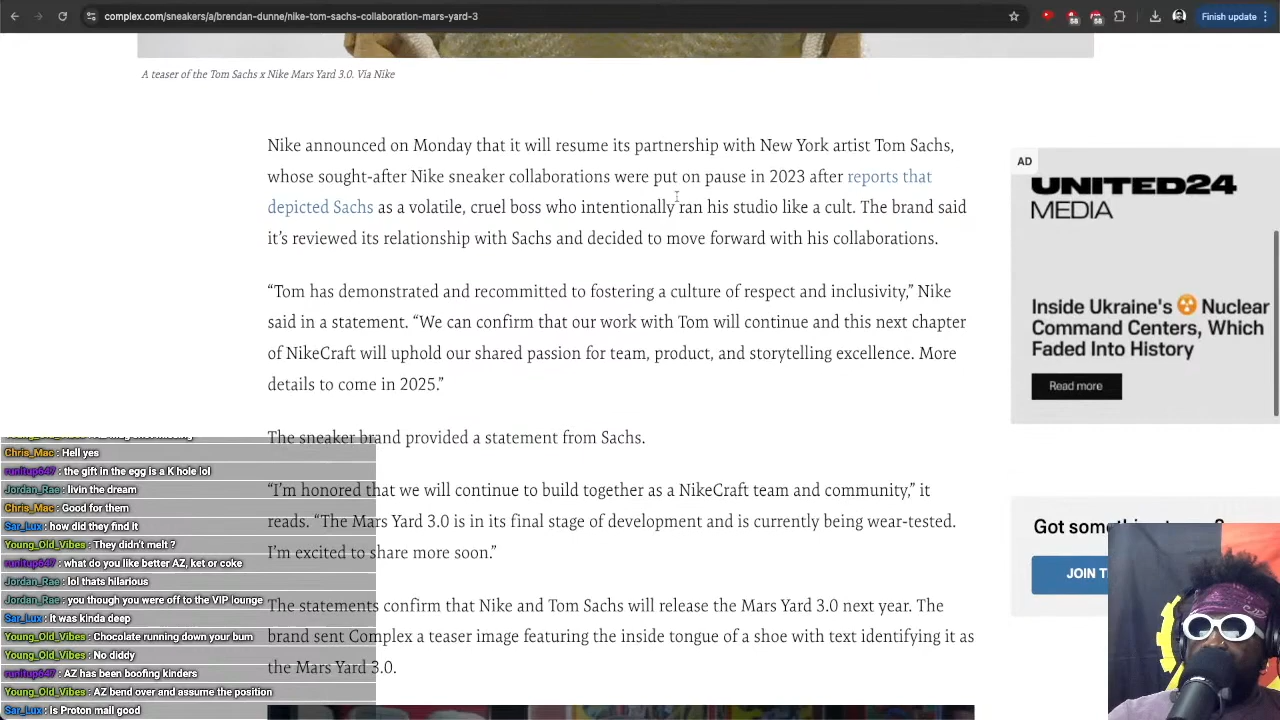 complex.com/sneakers/a/brendan-dunne/nike-tom-sachs-collaboration-mars-yard-3
58
58
Finish update
A teaser of the Tom Sachs x Nike Mars Yard 3.0. Via Nike
Nike announced on Monday that it will resume its partnership with New York artist Tom Sachs,
whose sought-after Nike sneaker collaborations were put on pause in 2023 after reports that
depicted Sachs as a volatile, cruel boss who intentionally ran his studio like a cult. The brand said
it’s reviewed its relationship with Sachs and decided to move forward with his collaborations.
“Tom has demonstrated and recommitted to fostering a culture of respect and inclusivity,” Nike
said in a statement. “We can confirm that our work with Tom will continue and this next chapter
of NikeCraft will uphold our shared passion for team, product, and storytelling excellence. More
details to come in 2025.”
The sneaker brand provided a statement from Sachs.
“I’m honored that we will continue to build together as a NikeCraft team and community,” it
reads. “The Mars Yard 3.0 is in its final stage of development and is currently being wear-tested.
I’m excited to share more soon.”
The statements confirm that Nike and Tom Sachs will release the Mars Yard 3.0 next year. The
brand sent Complex a teaser image featuring the inside tongue of a shoe with text identifying it as
the Mars Yard 3.0.
AD
UNITED24
MEDIA
Inside Ukraine's Nuclear
Command Centers, Which
Faded Into History
Read more
Got
JOIN
Chris_Mac : Hell yes
runitup647 : the gift in the egg is a K hole lol
Jordan_Rae : livin the dream
Chris_Mac : Good for them
Sar_Lux : how did they find it
Young_Old_Vibes : They didn't melt ?
runitup647 : what do you like better AZ, ket or coke
Jordan_Rae : lol thats hilarious
Jordan_Rae : you though you were off to the VIP lounge
Sar_Lux : It was kinda deep
Young_Old_Vibes : Chocolate running down your bum
Young_Old_Vibes : No diddy
runitup647 : AZ has been boofing kinders
Young_Old_Vibes : AZ bend over and assume the position
Sar_Lux : Is Proton mail good